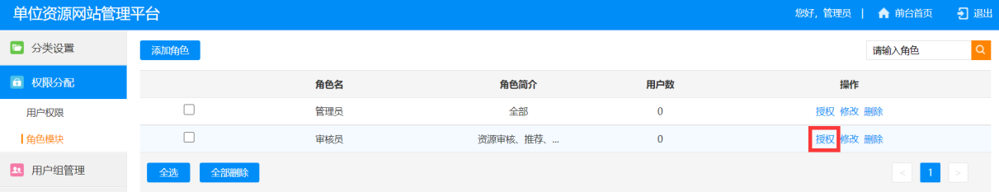 单位资源网站管理平台
您好，管理员 | 前台首页 退出
分类设置
添加角色
请输入角色
权限分配
角色名 角色简介 用户数 操作
用户权限
管理员 全部 0 授权 修改 删除
角色模块
审核员 资源审核、推荐、... 0 授权 修改 删除
用户组管理
全选 全部删除
< 1 >